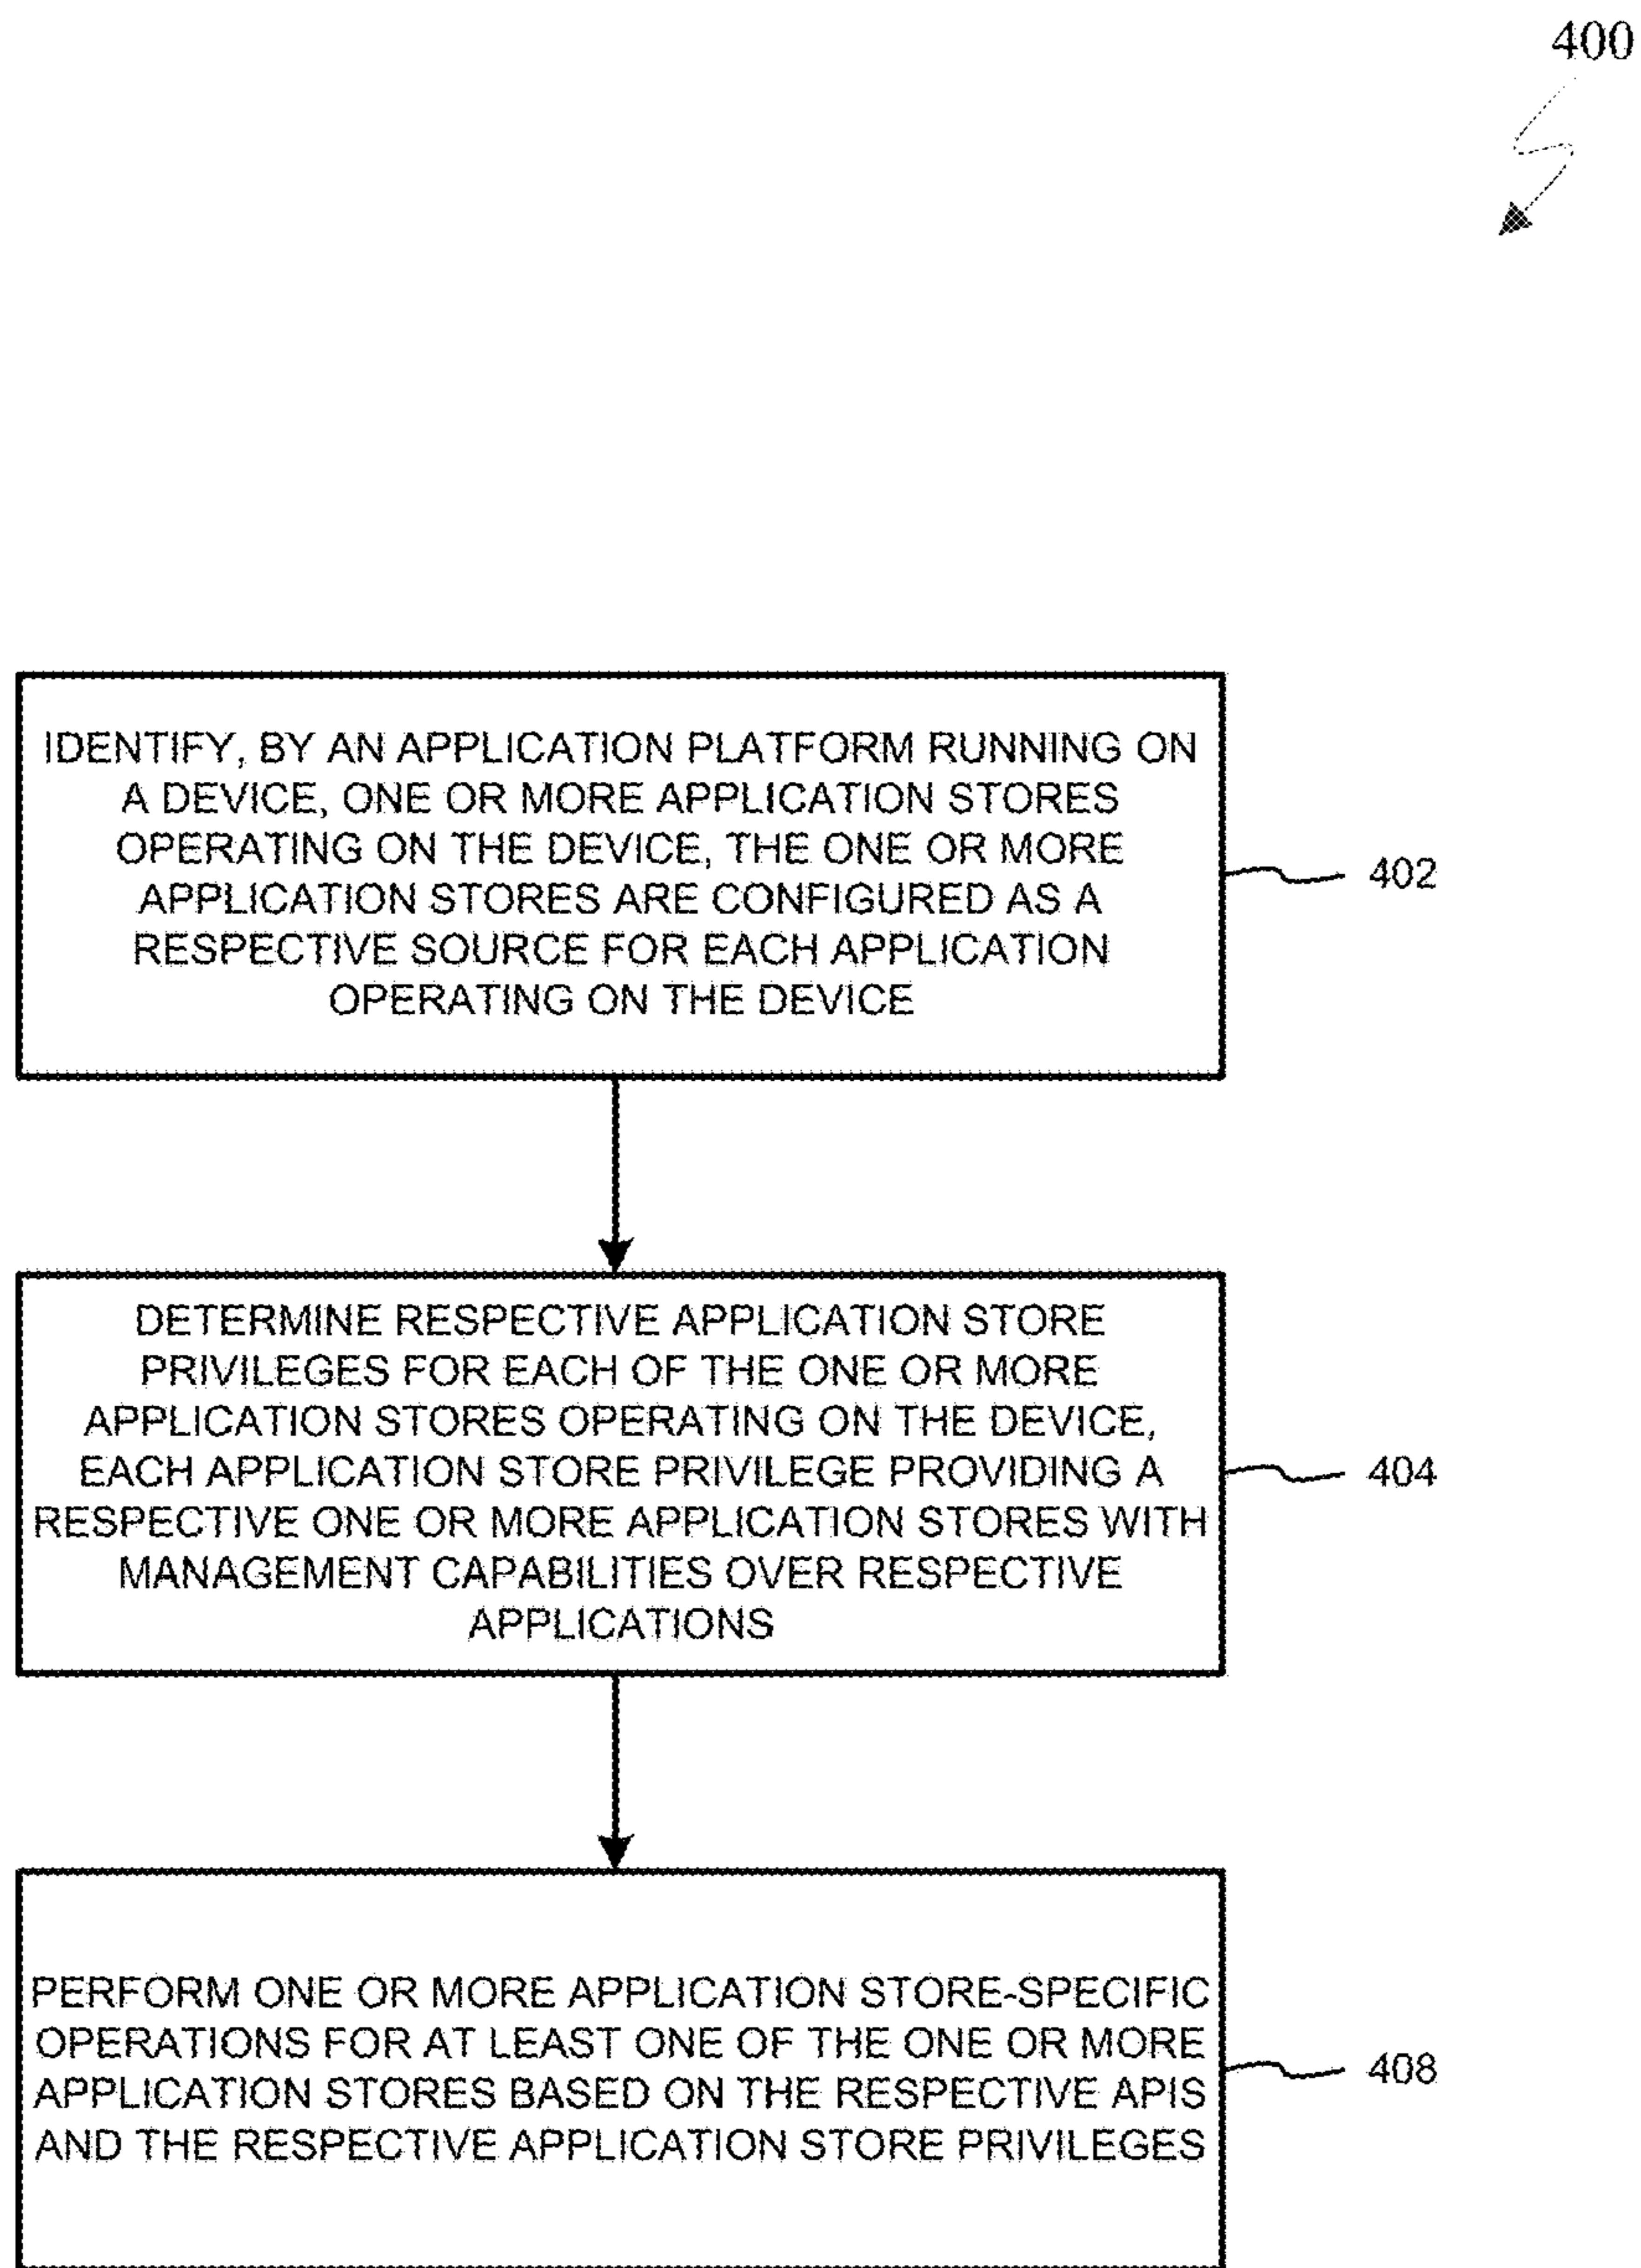 400
IDENTIFY, BY AN APPLICATION PLATFORM RUNNING ON
A DEVICE, ONE OR MORE APPLICATION STORES
OPERATING ON THE DEVICE, THE ONE OR MORE
APPLICATION STORES ARE CONFIGURED AS A
RESPECTIVE SOURCE FOR EACH APPLICATION
OPERATING ON THE DEVICE
402
DETERMINE RESPECTIVE APPLICATION STORE
PRIVILEGES FOR EACH OF THE ONE OR MORE
APPLICATION STORES OPERATING ON THE DEVICE,
EACH APPLICATION STORE PRIVILEGE PROVIDING A
RESPECTIVE ONE OR MORE APPLICATION STORES WITH
MANAGEMENT CAPABILITIES OVER RESPECTIVE
APPLICATIONS
404
PERFORM ONE OR MORE APPLICATION STORE-SPECIFIC
OPERATIONS FOR AT LEAST ONE OF THE ONE OR MORE
APPLICATION STORES BASED ON THE RESPECTIVE APIS
AND THE RESPECTIVE APPLICATION STORE PRIVILEGES
408